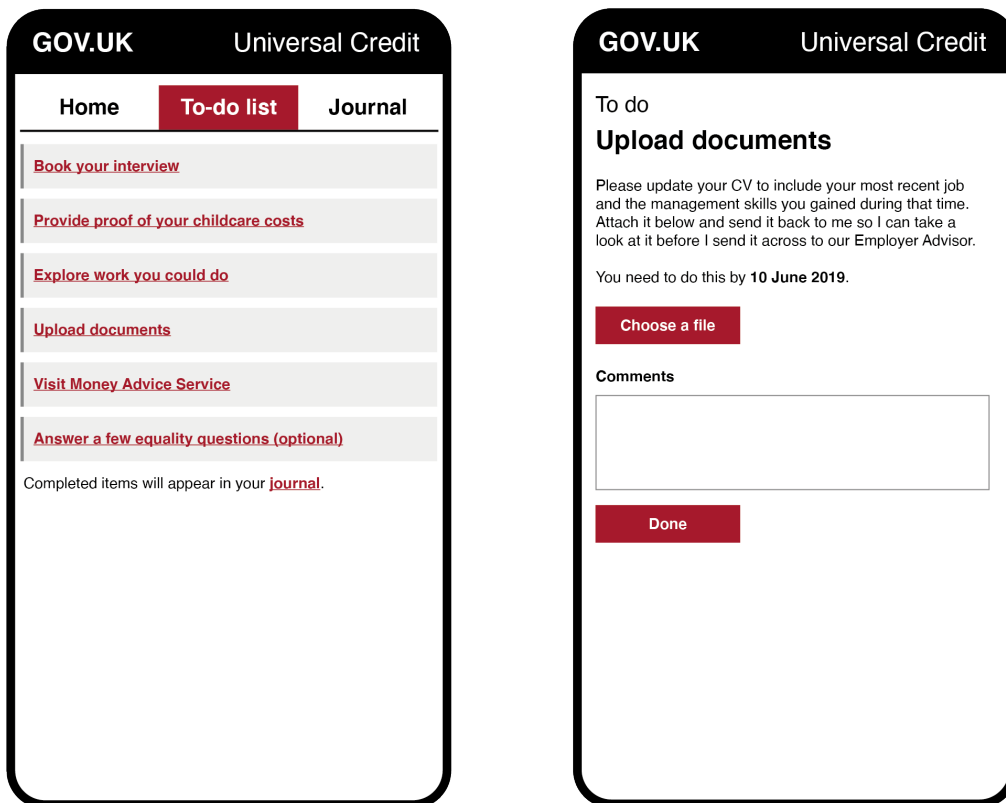 GOV.UK Universal Credit
Home To-do list Journal
Book your interview
Provide proof of your childcare costs
Explore work you could do
Upload documents
Visit Money Advice Service
Answer a few equality questions (optional)
Completed items will appear in your journal.
GOV.UK Universal Credit
To do
Upload documents
Please update your CV to include your most recent job
and the management skills you gained during that time.
Attach it below and send it back to me so I can take a
look at it before I send it across to our Employer Advisor.
You need to do this by 10 June 2019.
Choose a file
Comments
Done